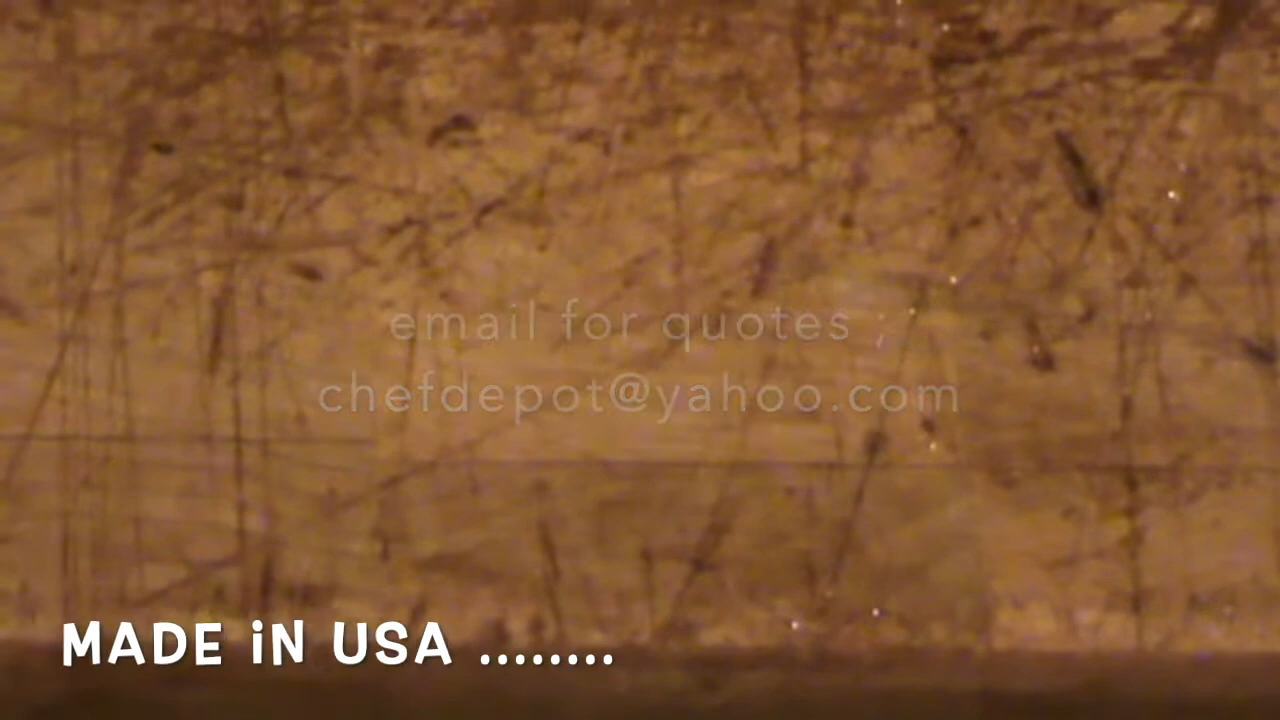 email for quotes
chefdepot@yahoo.com
MADE iN USA ........